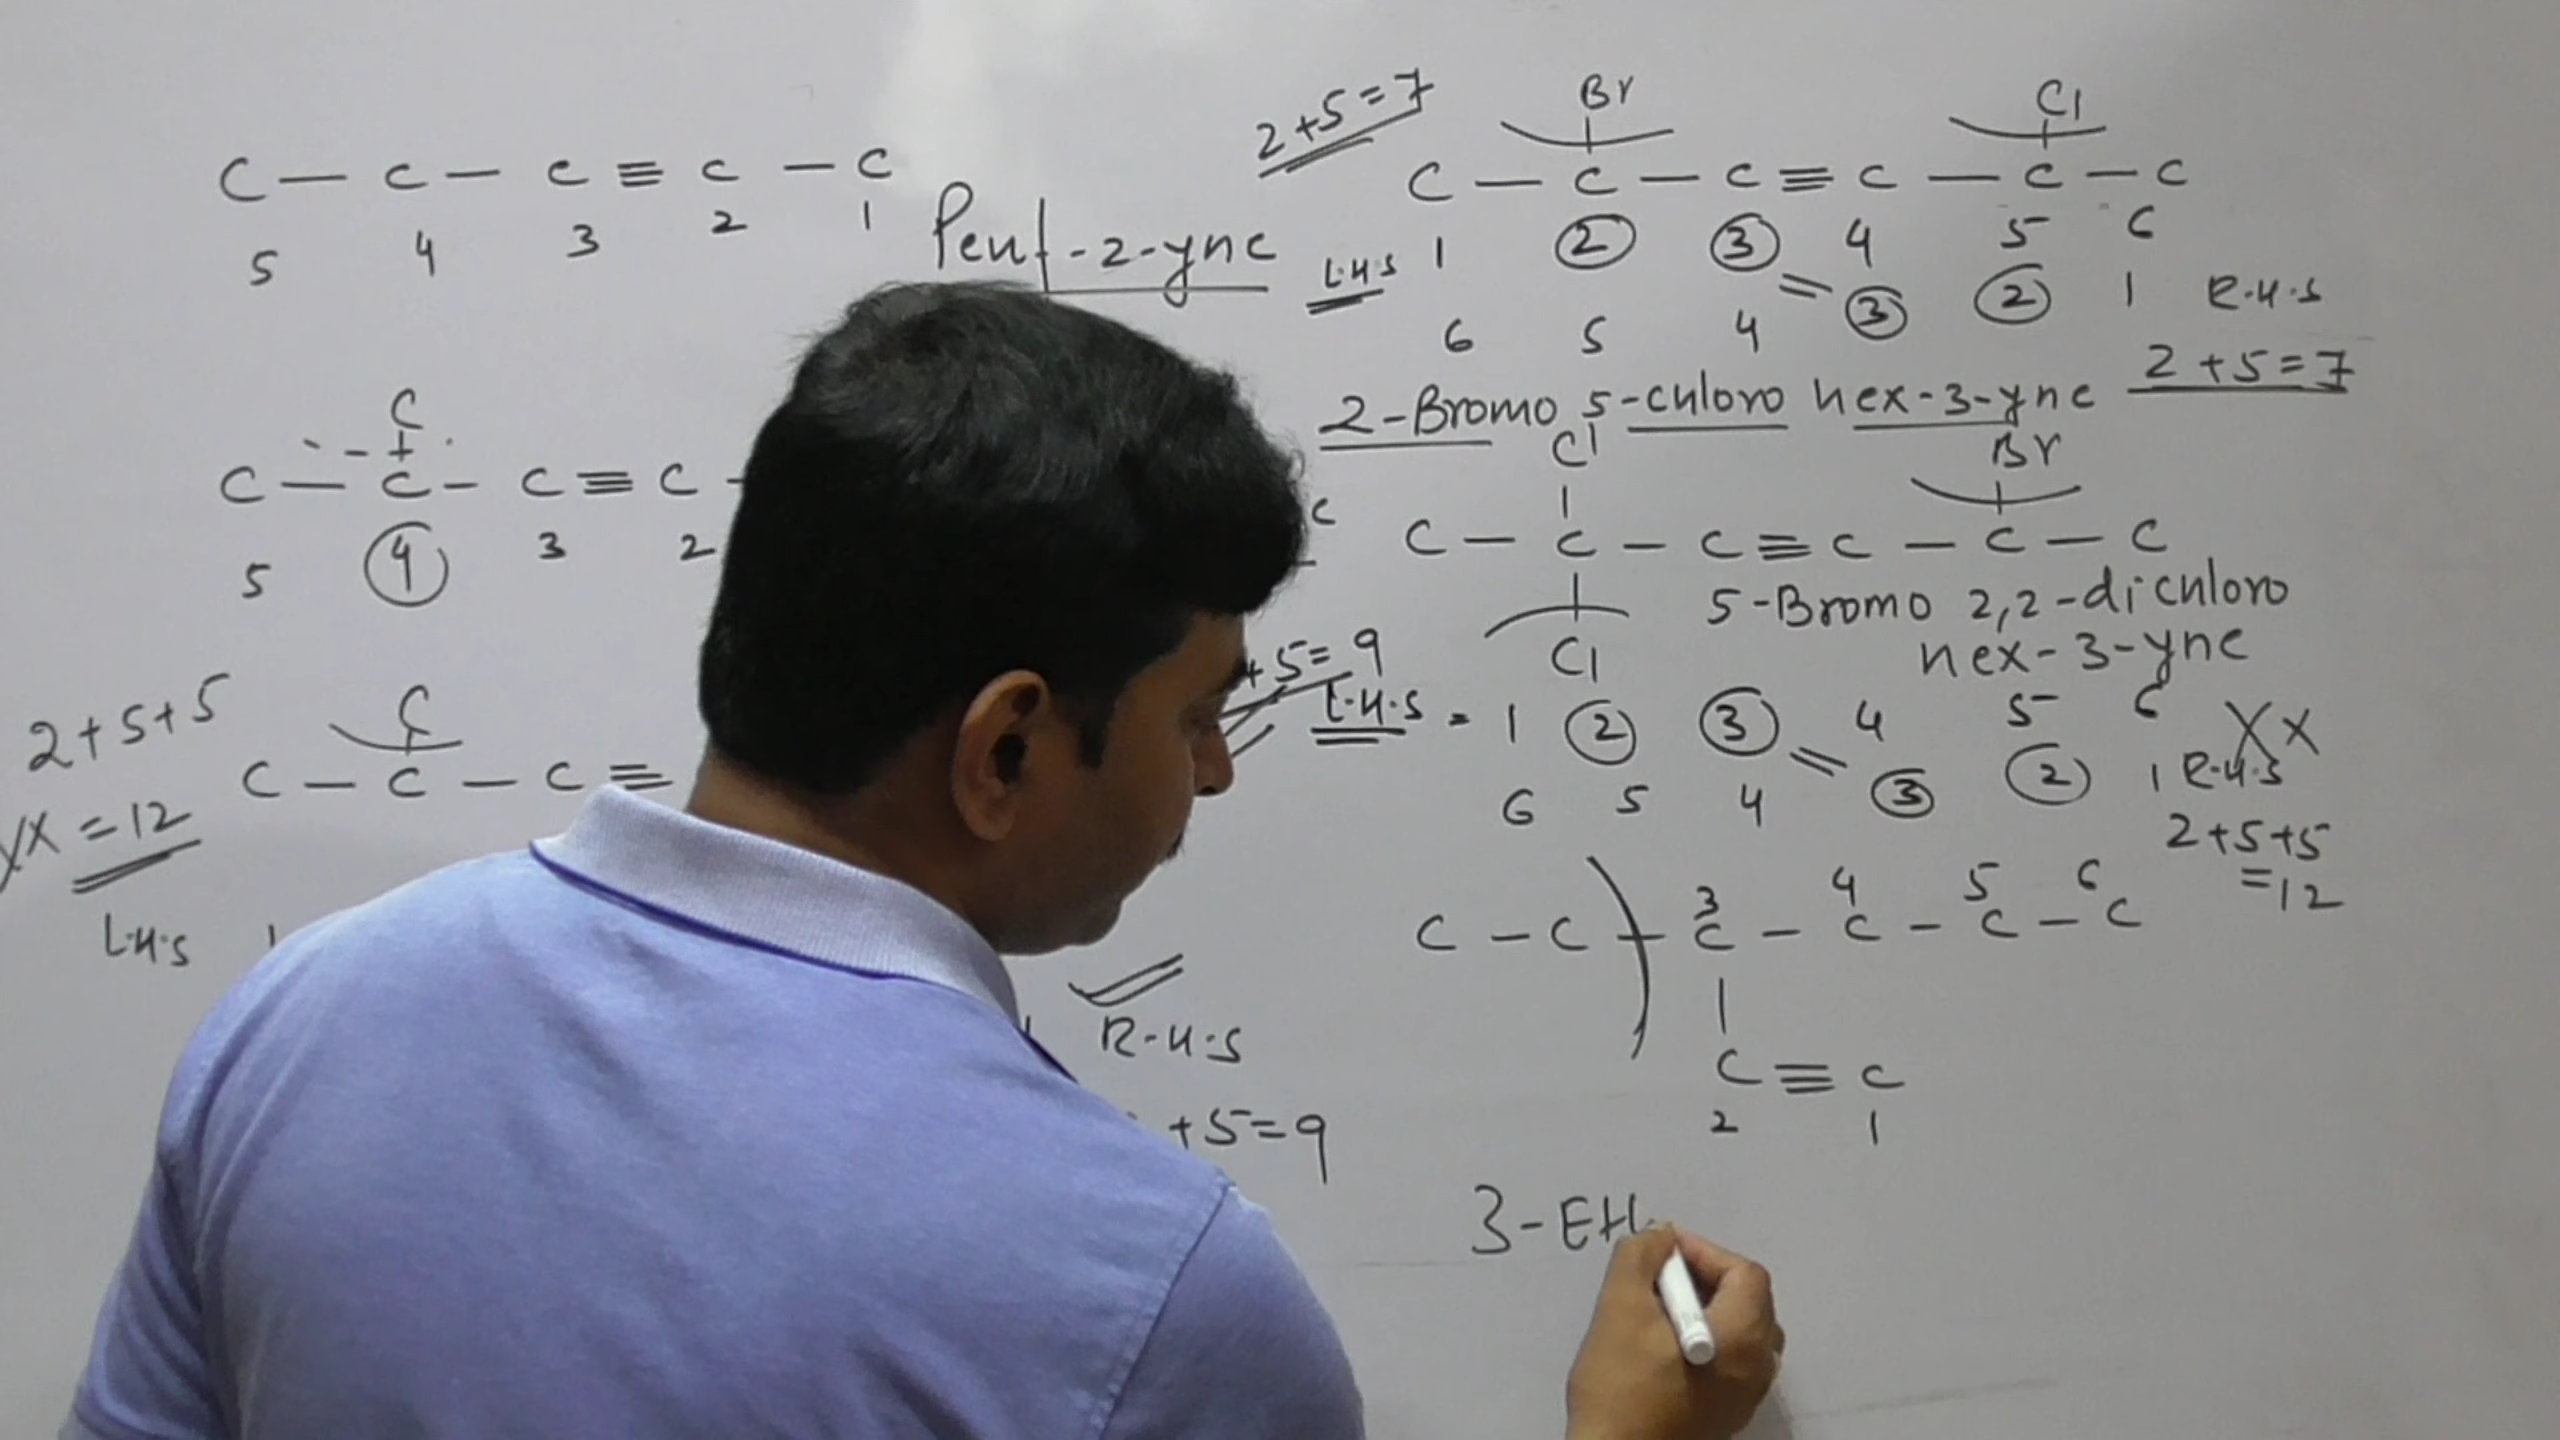 C — C — C ≡ C — C
5 4 3 2 1
Pent-2-yne
C
C — C - C ≡ C -
5 4 3 2
C
2+5+5
C — C — C ≡
=12
L.H.S
R.H.S
+5=9
2+5=7
Br Cl
C — C — C ≡ C — C — C
L.H.S 1 2 3 4 5 6
= 3 2 1 R.H.S
6 5 4
2+5=7
2-Bromo 5-chloro hex-3-yne
Cl Br
C
C — C — C ≡ C — C — C
Cl
5-Bromo 2,2-dichloro
hex-3-yne
+5=9
L.H.S = 1 2 3 4 5 6 XX
= 3 2 1 R.H.S
6 5 4
2+5+5
=12
3 4 5 6
C — C — C — C — C — C
C ≡ C
2 1
3-Eth